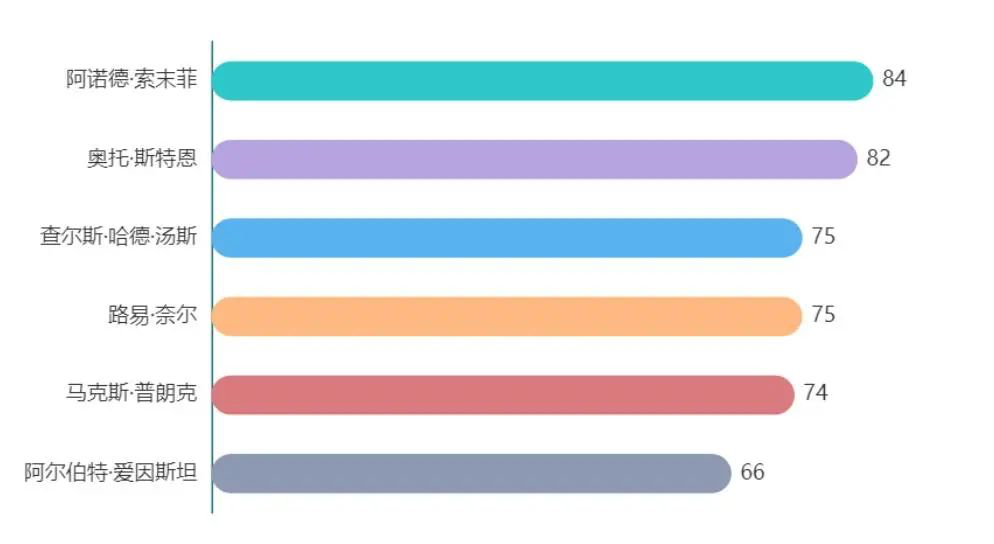 阿诺德·索末菲 84
奥托·斯特恩 82
查尔斯·哈德·汤斯 75
路易·奈尔 75
马克斯·普朗克 74
阿尔伯特·爱因斯坦 66